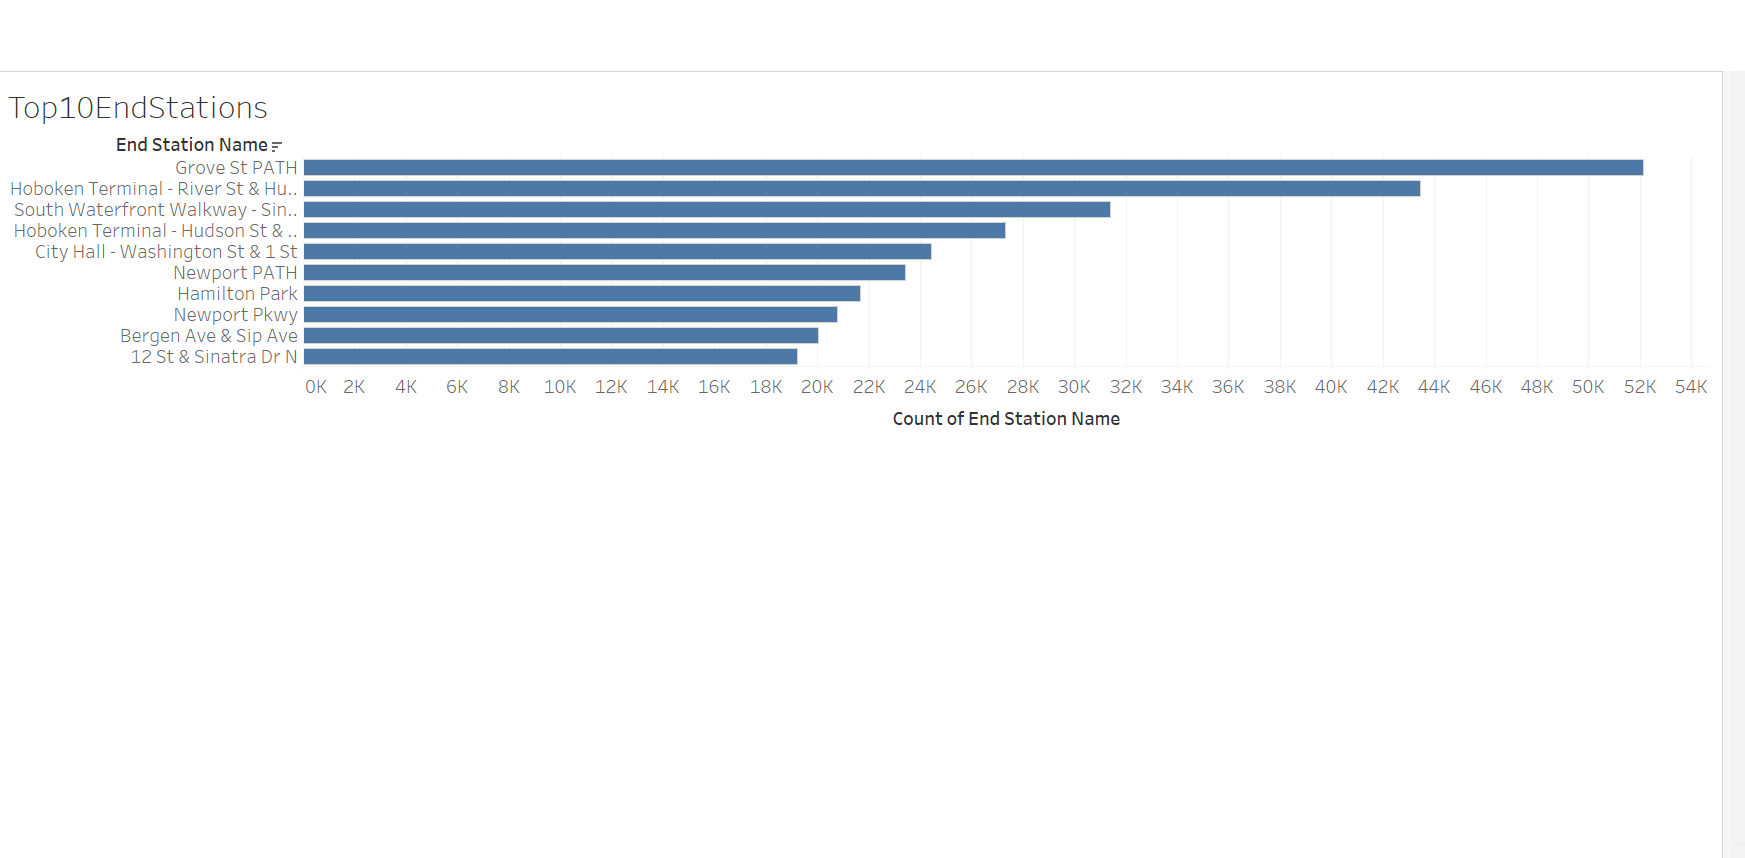 Top10EndStations
End Station Name
Grove St PATH
Hoboken Terminal - River St & Hu..
South Waterfront Walkway - Sin..
Hoboken Terminal - Hudson St & ..
City Hall - Washington St & 1 St
Newport PATH
Hamilton Park
Newport Pkwy
Bergen Ave & Sip Ave
12 St & Sinatra Dr N
0K 2K 4K 6K 8K 10K 12K 14K 16K 18K 20K 22K 24K 26K 28K 30K 32K 34K 36K 38K 40K 42K 44K 46K 48K 50K 52K 54K
Count of End Station Name